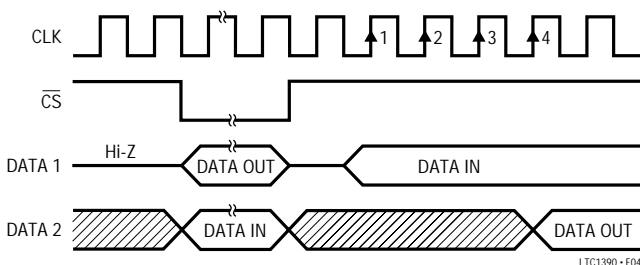 CLK
1 2 3 4
CS
DATA 1 Hi-Z DATA OUT DATA IN
DATA 2 DATA IN DATA OUT
LTC1390 • F04